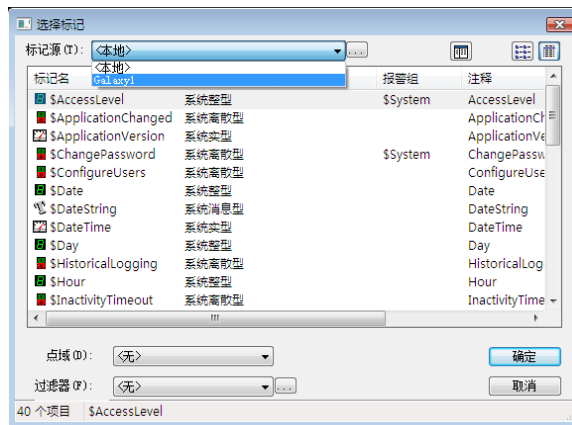 选择标记
标记源(T): <本地> ...
<本地>
Galaxy1
标记名 报警组 注释
$AccessLevel 系统整型 $System AccessLevel
$ApplicationChanged 系统离散型 ApplicationCh
$ApplicationVersion 系统实型 ApplicationVe
$ChangePassword 系统离散型 $System ChangePassw
$ConfigureUsers 系统离散型 ConfigureUse
$Date 系统整型 Date
$DateString 系统消息型 DateString
$DateTime 系统实型 DateTime
$Day 系统整型 Day
$HistoricalLogging 系统离散型 HistoricalLog
$Hour 系统整型 Hour
$InactivityTimeout 系统离散型 InactivityTime
点域(D): <无> 确定
过滤器(F): <无> ... 取消
40 个项目 $AccessLevel